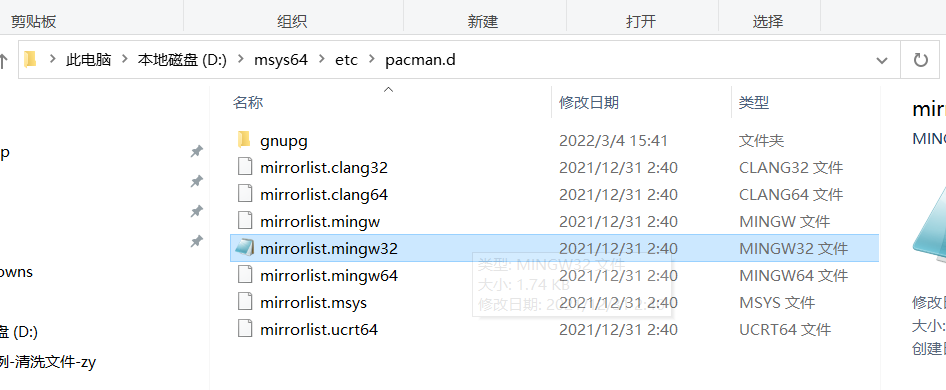 剪贴板 组织 新建 打开 选择
此电脑 本地磁盘 (D:) msys64 etc pacman.d
名称 修改日期 类型
gnupg 2022/3/4 15:41 文件夹
mirrorlist.clang32 2021/12/31 2:40 CLANG32 文件
mirrorlist.clang64 2021/12/31 2:40 CLANG64 文件
mirrorlist.mingw 2021/12/31 2:40 MINGW 文件
mirrorlist.mingw32 2021/12/31 2:40 MINGW32 文件
类型: MINGW32 文件
mirrorlist.mingw64 2021/12/31 2:40 MINGW64 文件
大小: 1.74 KB
mirrorlist.msys 2021/12/31 2:40 MSYS 文件
修改日期:
mirrorlist.ucrt64 2021/12/31 2:40 UCRT64 文件
p
owns
盘 (D:)
例-清洗文件-zy
mir
MING
修改日
大小:
创建日